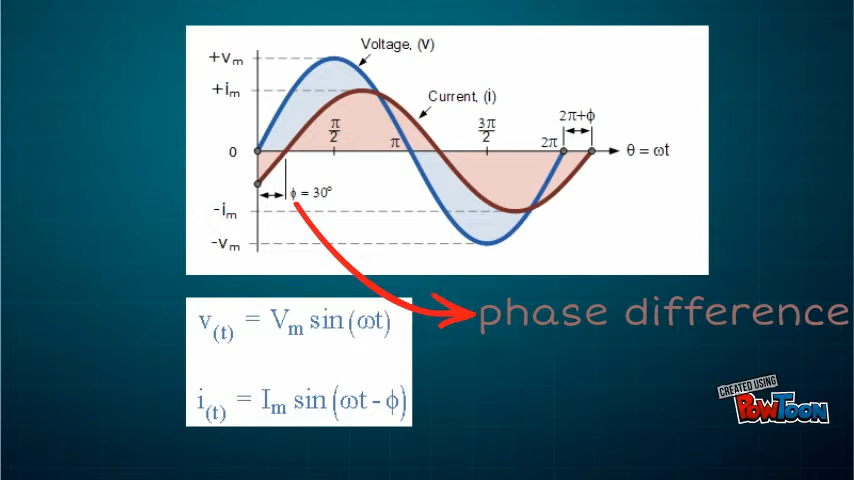 Voltage, (v)
+vm
+im
Current, (i)
π/2
3π/2
2π+ϕ
0
π
2π
θ = ωt
ϕ = 30°
-im
-vm
phase difference
v(t) = Vm sin(ωt)
i(t) = Im sin(ωt - ϕ)
CREATED USING
POWTOON